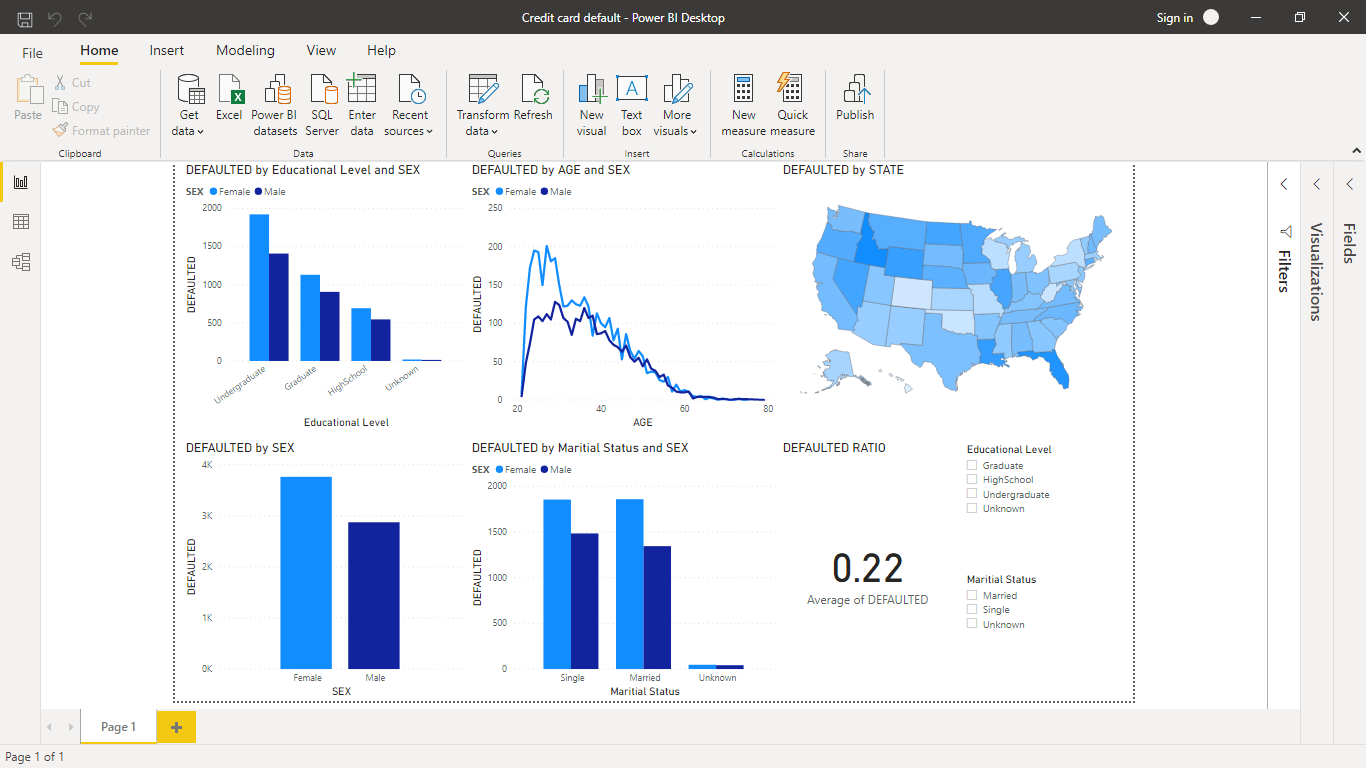 Credit card default - Power BI Desktop
Sign in
File
Home
Insert
Modeling
View
Help
Paste
Cut
Copy
Format painter
Clipboard
Get
data
Excel
Power BI
datasets
SQL
Server
Enter
data
Recent
sources
Data
Transform
data
Refresh
Queries
New
visual
A
Text
box
More
visuals
Insert
New
measure
Quick
measure
Calculations
Publish
Share
DEFAULTED by Educational Level and SEX
SEX Female Male
2000
1500
1000
500
0
DEFAULTED
Undergraduate
Graduate
HighSchool
Unknown
Educational Level
DEFAULTED by AGE and SEX
SEX Female Male
250
200
150
100
50
0
DEFAULTED
20 40 60 80
AGE
DEFAULTED by STATE
DEFAULTED by SEX
4K
3K
2K
1K
0K
DEFAULTED
Female Male
SEX
DEFAULTED by Maritial Status and SEX
SEX Female Male
2000
1500
1000
500
0
DEFAULTED
Single Married Unknown
Maritial Status
DEFAULTED RATIO
0.22
Average of DEFAULTED
Educational Level
Graduate
HighSchool
Undergraduate
Unknown
Maritial Status
Married
Single
Unknown
Filters
Visualizations
Fields
Page 1
Page 1 of 1